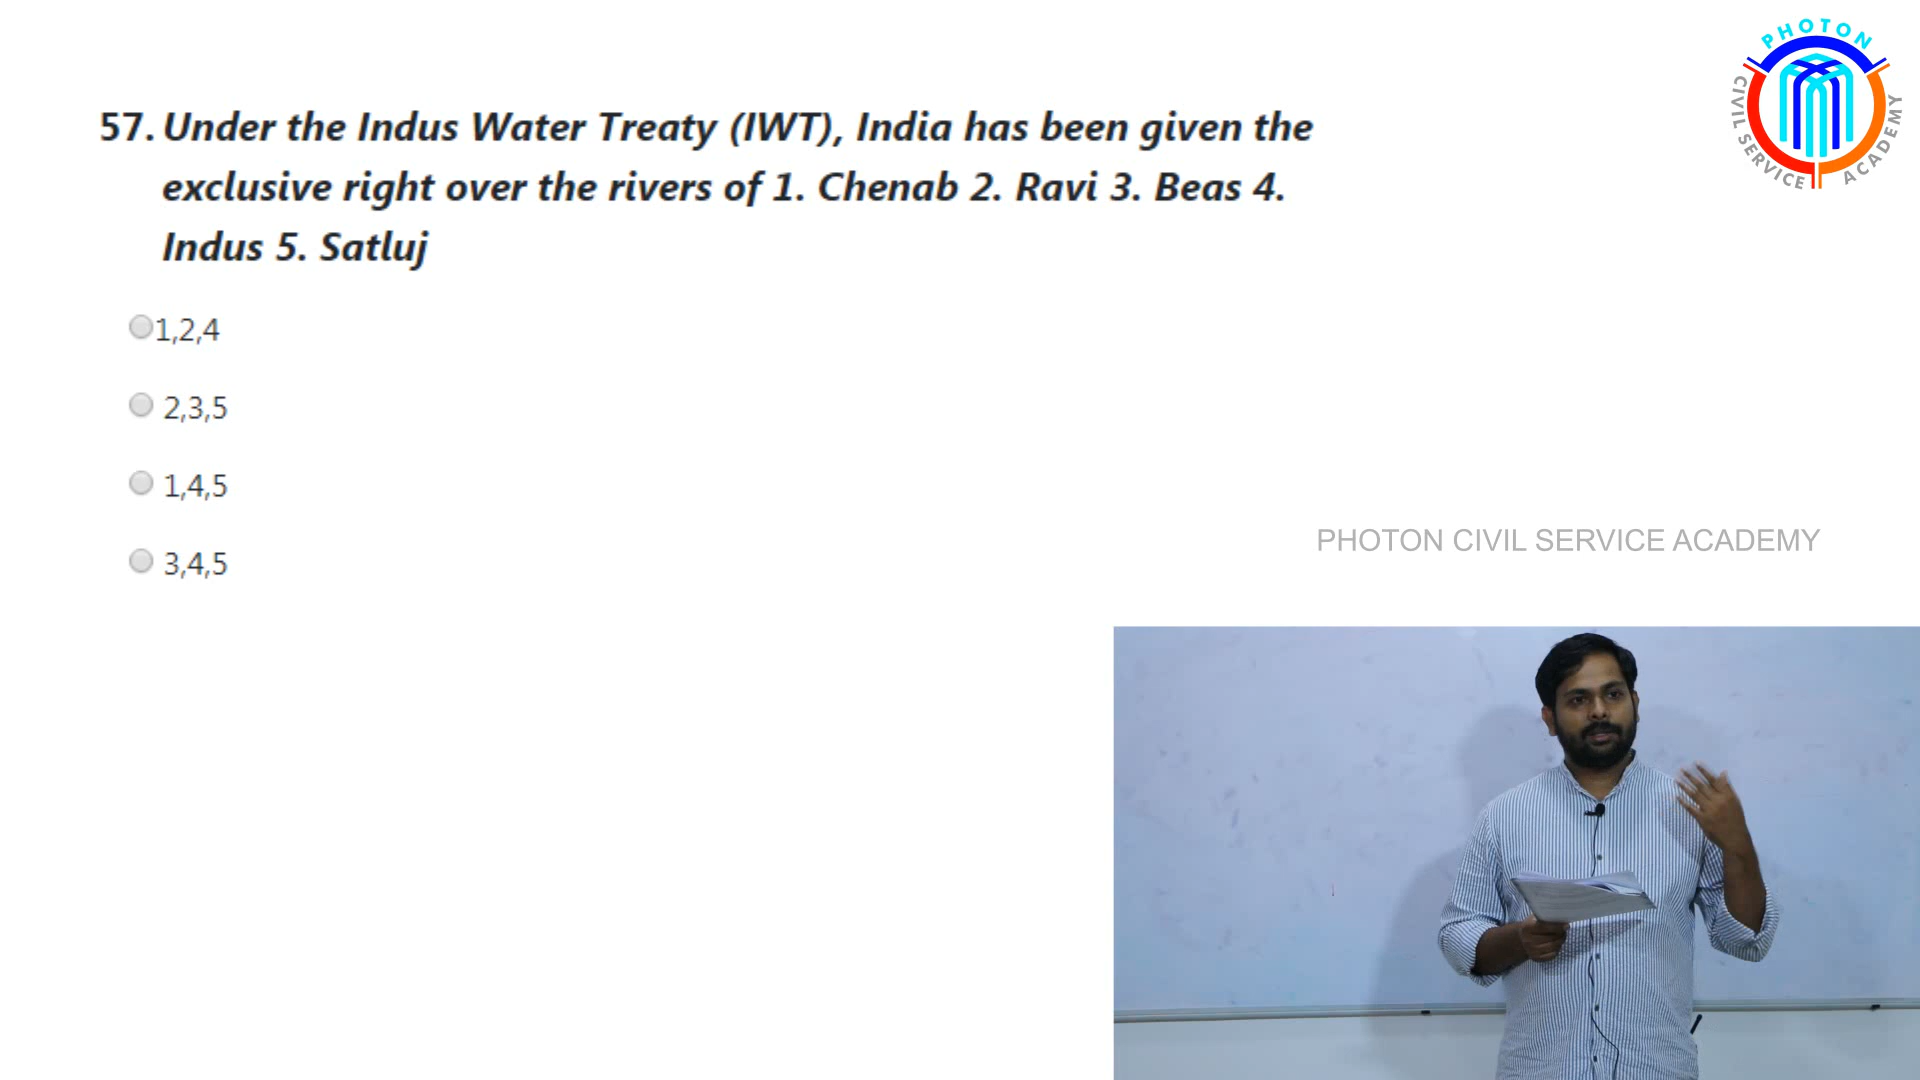 PHOTON
CIVIL SERVICE ACADEMY
57. Under the Indus Water Treaty (IWT), India has been given the
exclusive right over the rivers of 1. Chenab 2. Ravi 3. Beas 4.
Indus 5. Satluj
1,2,4
2,3,5
1,4,5
3,4,5
PHOTON CIVIL SERVICE ACADEMY